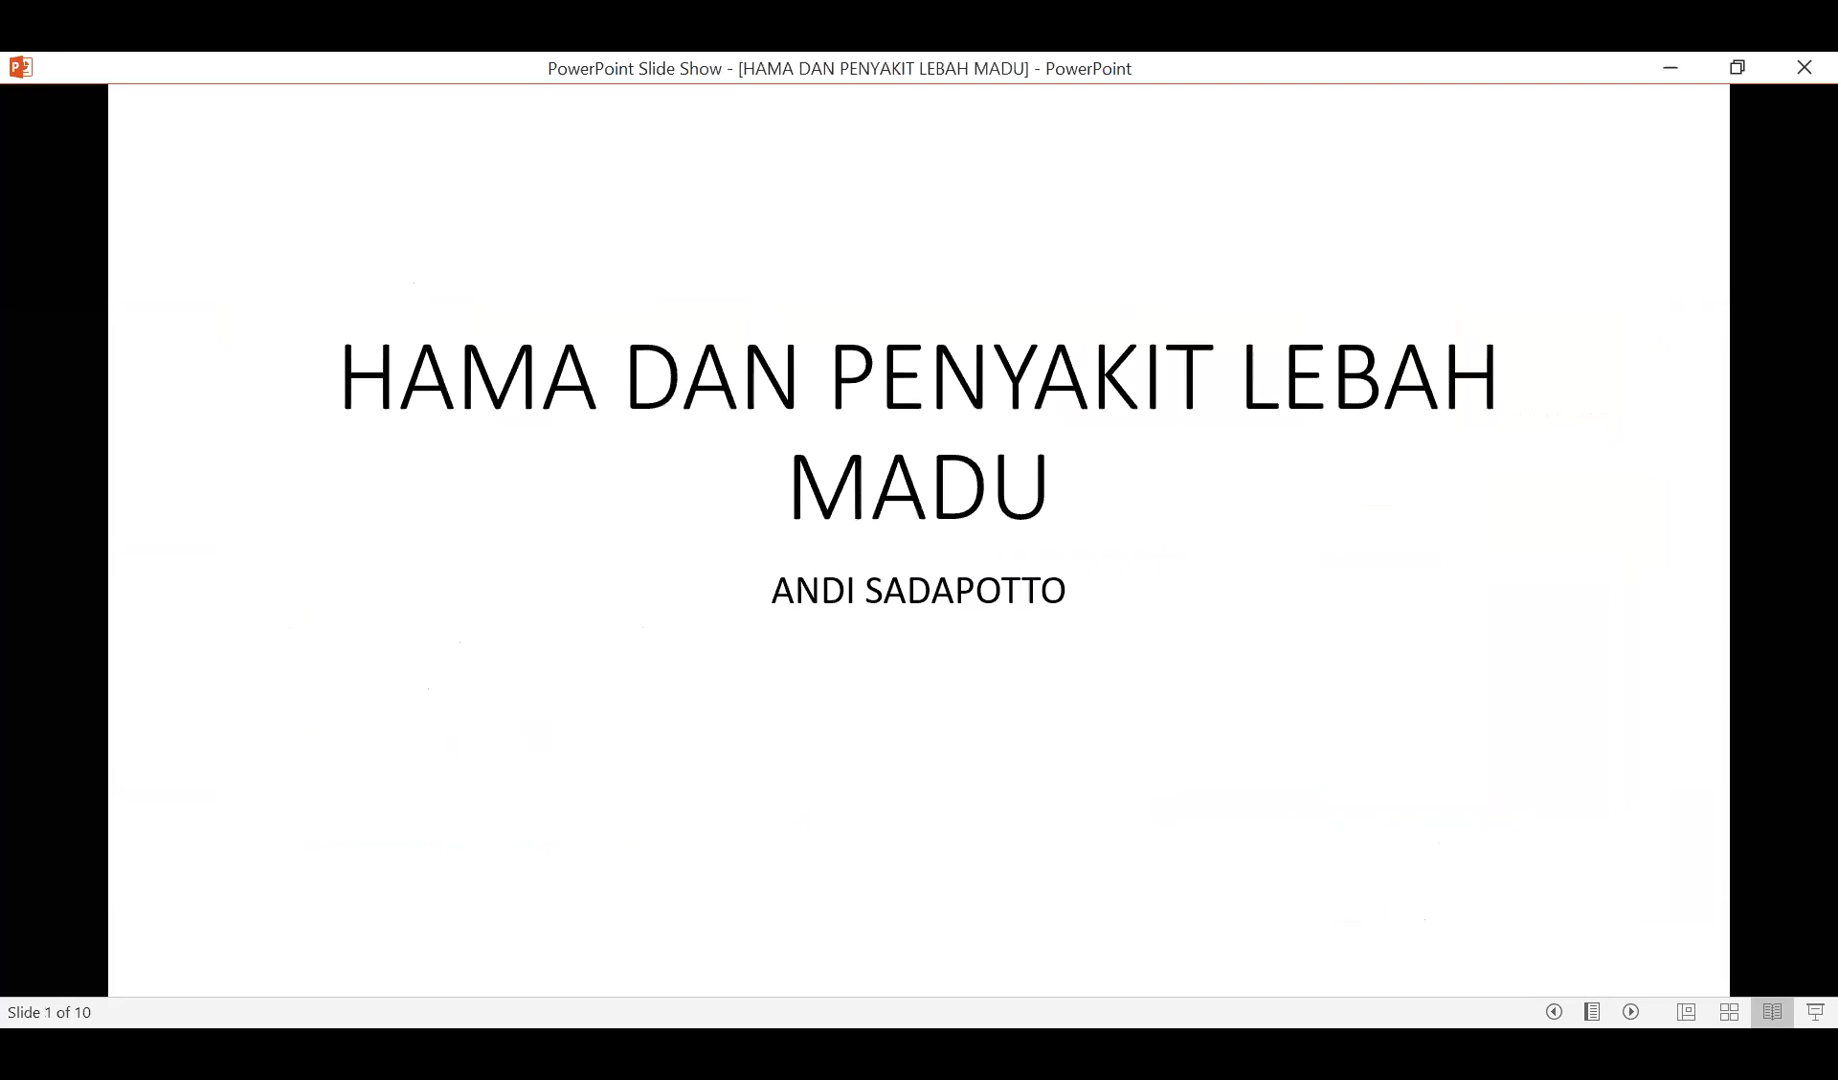 PowerPoint Slide Show - [HAMA DAN PENYAKIT LEBAH MADU] - PowerPoint
HAMA DAN PENYAKIT LEBAH
MADU
ANDI SADAPOTTO
Slide 1 of 10